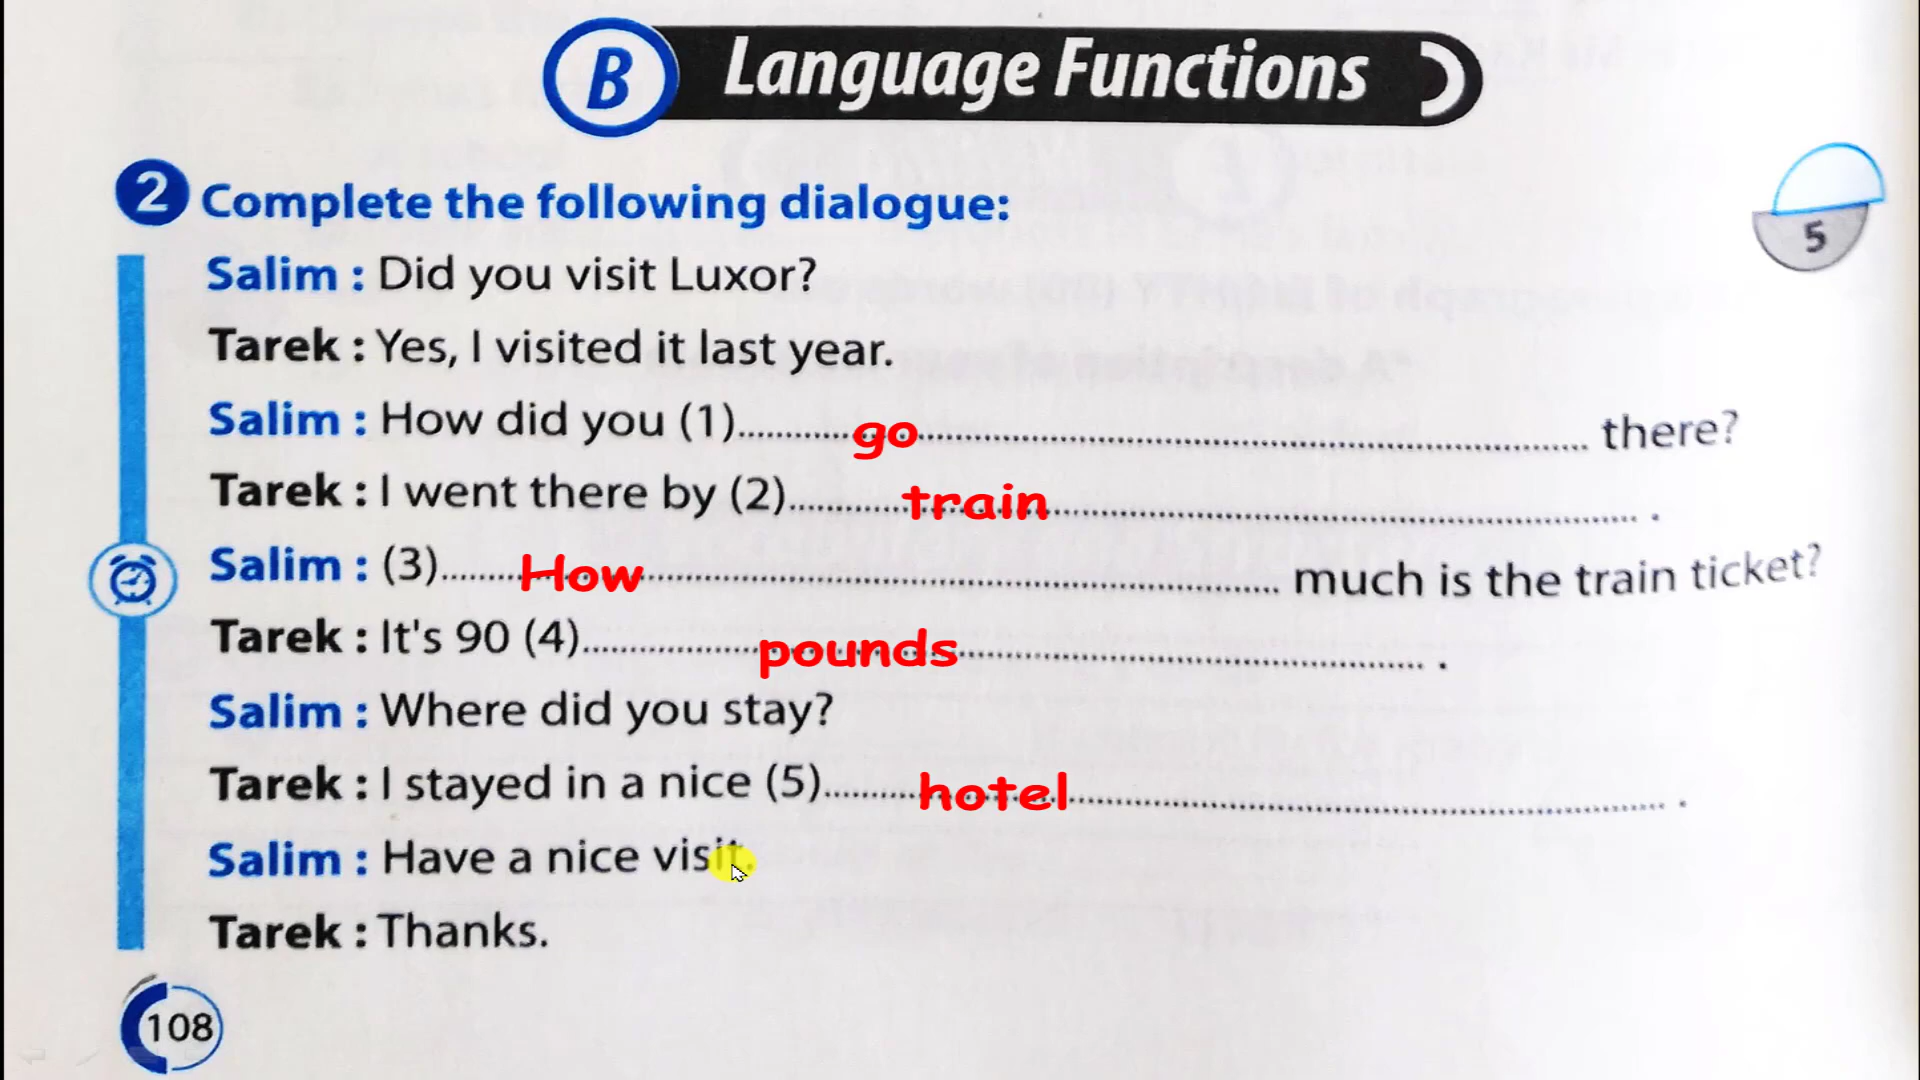 B Language Functions
2 Complete the following dialogue:
5
Salim : Did you visit Luxor?
Tarek : Yes, I visited it last year.
Salim : How did you (1)..........go.......... there?
Tarek : I went there by (2)..........train.......... .
Salim : (3)..........How.......... much is the train ticket?
Tarek : It's 90 (4)..........pounds.......... .
Salim : Where did you stay?
Tarek : I stayed in a nice (5)..........hotel.......... .
Salim : Have a nice visit.
Tarek : Thanks.
108